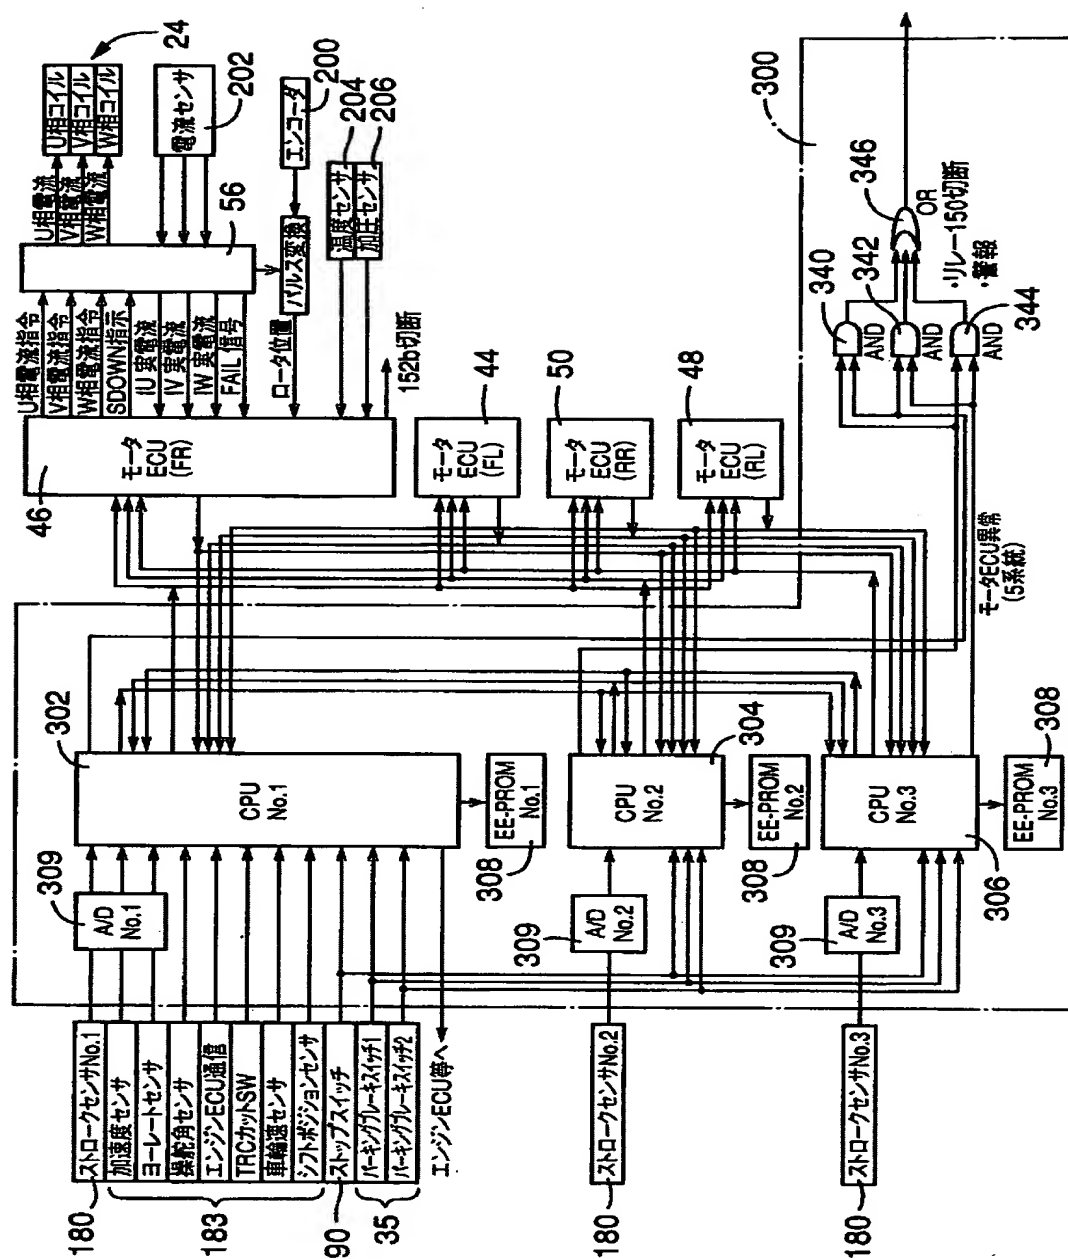 24
U相コイル
V相コイル
W相コイル
電流センサ
202
U相電流
V相電流
W相電流
56
エンコーダ
200
パルス変換
温度センサ
204
加圧センサ
206
U相電流指令
V相電流指令
W相電流指令
SDOWN指示
IU 実電流
IV 実電流
IW 実電流
FAIL 信号
ロータ位置
152b切断
46
モータ
ECU
(FR)
44
モータ
ECU
(FL)
50
モータ
ECU
(RR)
48
モータ
ECU
(RL)
300
340
AND
342
AND
344
AND
346
OR
・リレー150切断
・警報
モータECU異常
(5系統)
302
CPU
No.1
EE-PROM
No.1
308
304
CPU
No.2
EE-PROM
No.2
308
CPU
No.3
306
EE-PROM
No.3
308
309
A/D
No.1
309
A/D
No.2
309
A/D
No.3
ストロークセンサNo.1
加速度センサ
ヨーレートセンサ
操舵角センサ
エンジンECU通信
TRCカットSW
車輪速センサ
シフトポジションセンサ
ストップスイッチ
パーキングブレーキスイッチ1
パーキングブレーキスイッチ2
エンジンECU等へ
180
183
90
35
ストロークセンサNo.2
180
ストロークセンサNo.3
180